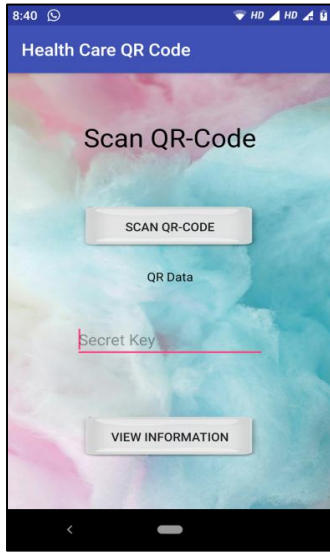 8:40 HD HD
Health Care QR Code
Scan QR-Code
SCAN QR-CODE
QR Data
Secret Key
VIEW INFORMATION